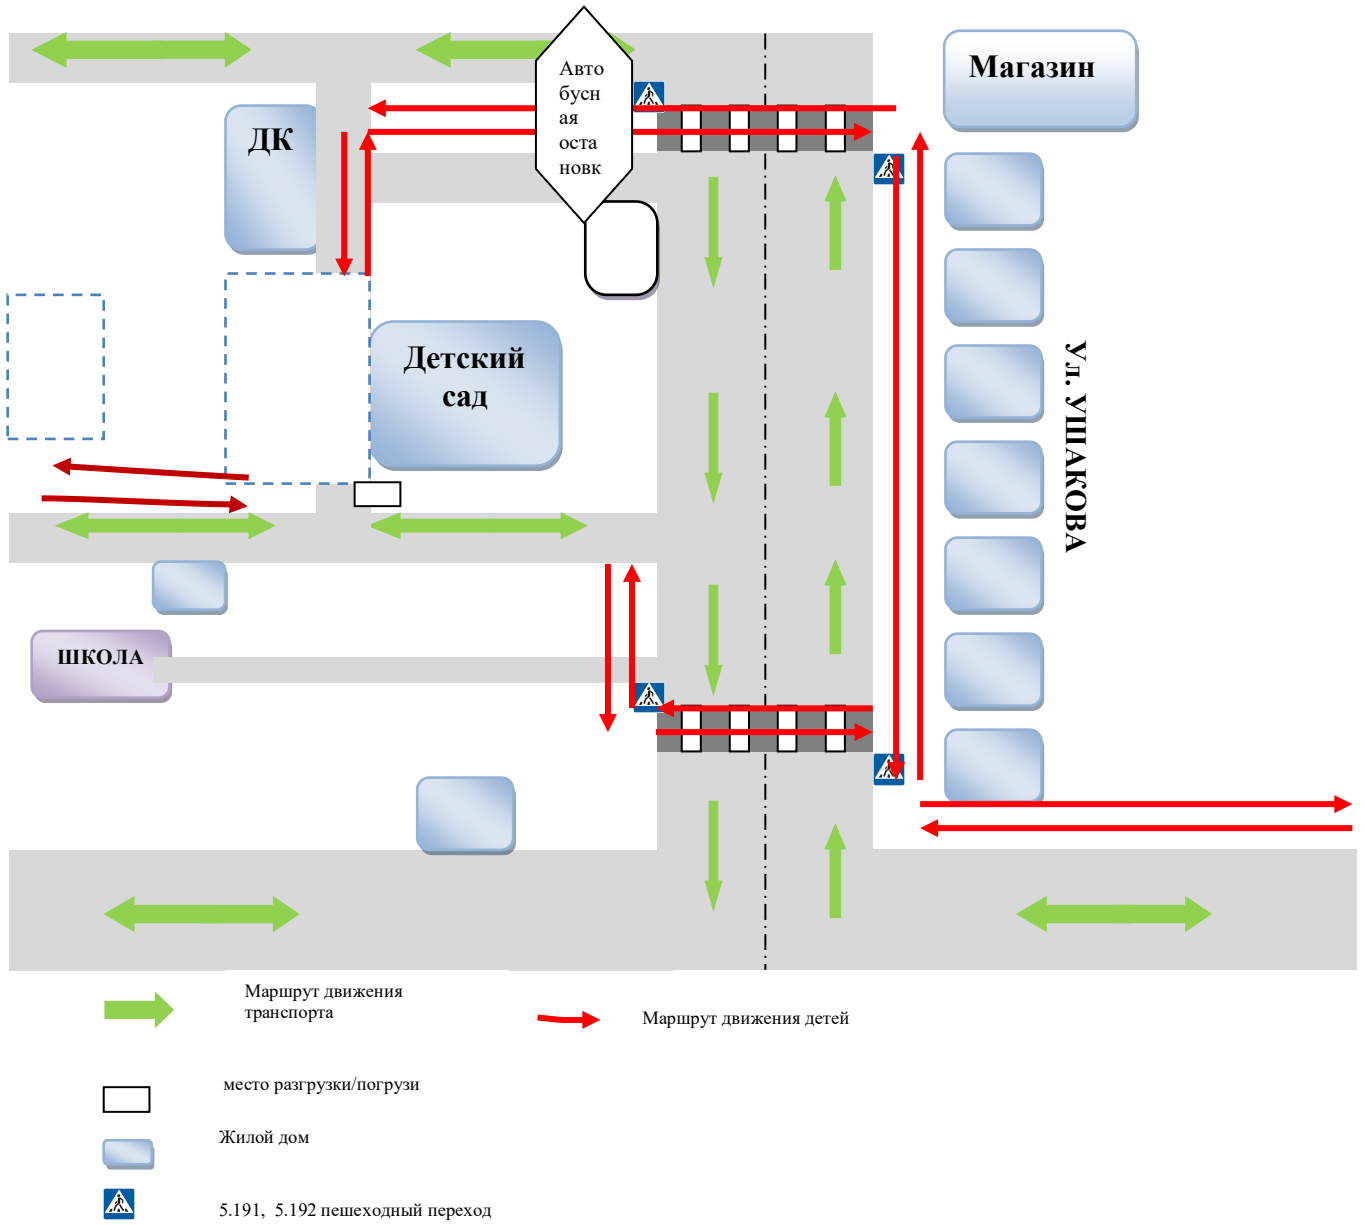 Магазин
Авто
бусн
ая
оста
новк
ДК
Детский
сад
Ул. УШАКОВА
ШКОЛА
Маршрут движения
транспорта
Маршрут движения детей
место разгрузки/погрузи
Жилой дом
5.191, 5.192 пешеходный переход